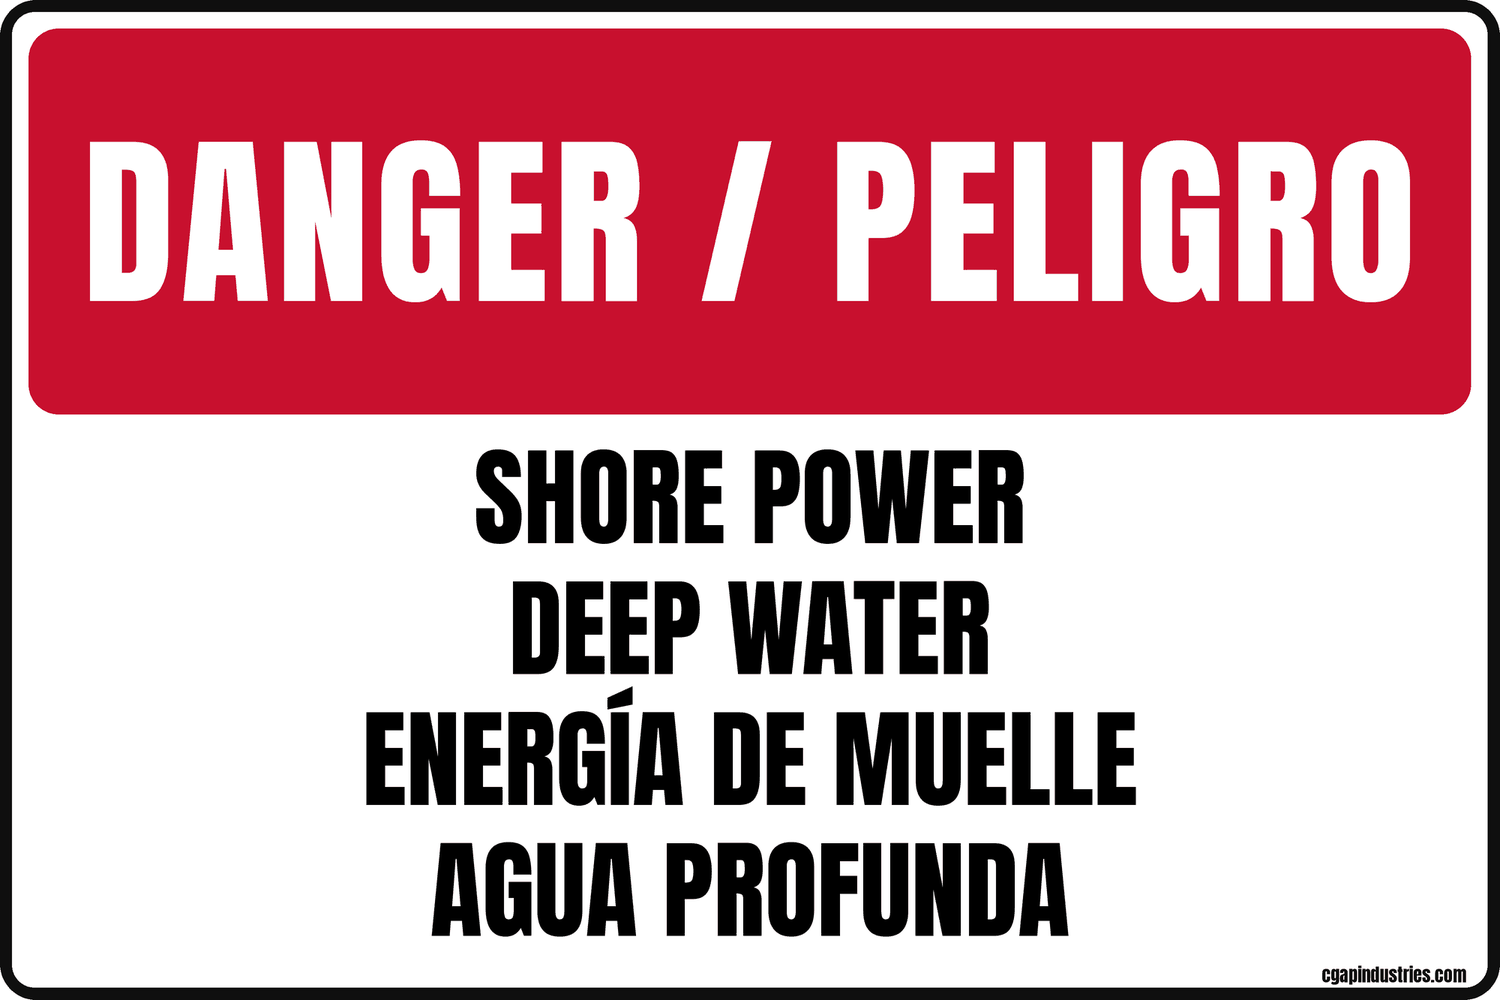 DANGER / PELIGRO
SHORE POWER
DEEP WATER
ENERGÍA DE MUELLE
AGUA PROFUNDA
cgapindustries.com